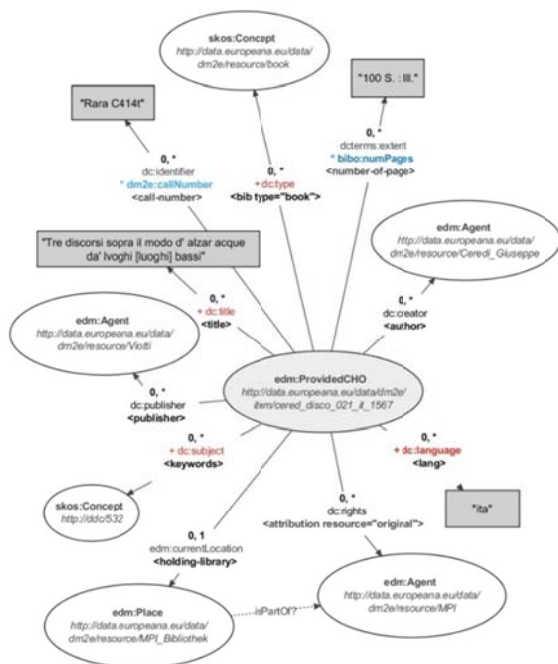 skos:Concept
http://data.europeana.eu/data/
dm2e/resource/book
"Rara C414t"
"100 S. : Ill."
0, *
dc:identifier
* dm2e:callNumber
<call-number>
0, *
+dc:type
<bib type="book">
0, *
dcterms:extent
* bibo:numPages
<number-of-page>
"Tre discorsi sopra il modo d' alzar acque
da' lvoghi [luoghi] bassi"
edm:Agent
http://data.europeana.eu/data/
dm2e/resource/Ceredi_Giuseppe
0, *
+ dc:title
<title>
0, *
dc:creator
<author>
edm:Agent
http://data.europeana.eu/data/
dm2e/resource/Viotti
edm:ProvidedCHO
http://data.europeana.eu/data/dm2e/
item/cered_disco_021_it_1567
0, *
dc:publisher
<publisher>
0, *
+ dc:subject
<keywords>
0, *
+ dc:language
<lang>
skos:Concept
http://ddc/532
"ita"
0, *
dc:rights
<attribution resource="original">
0, 1
edm:currentLocation
<holding-library>
edm:Place
http://data.europeana.eu/data/
dm2e/resource/MPI_Bibliothek
isPartOf?
edm:Agent
http://data.europeana.eu/data/
dm2e/resource/MPI